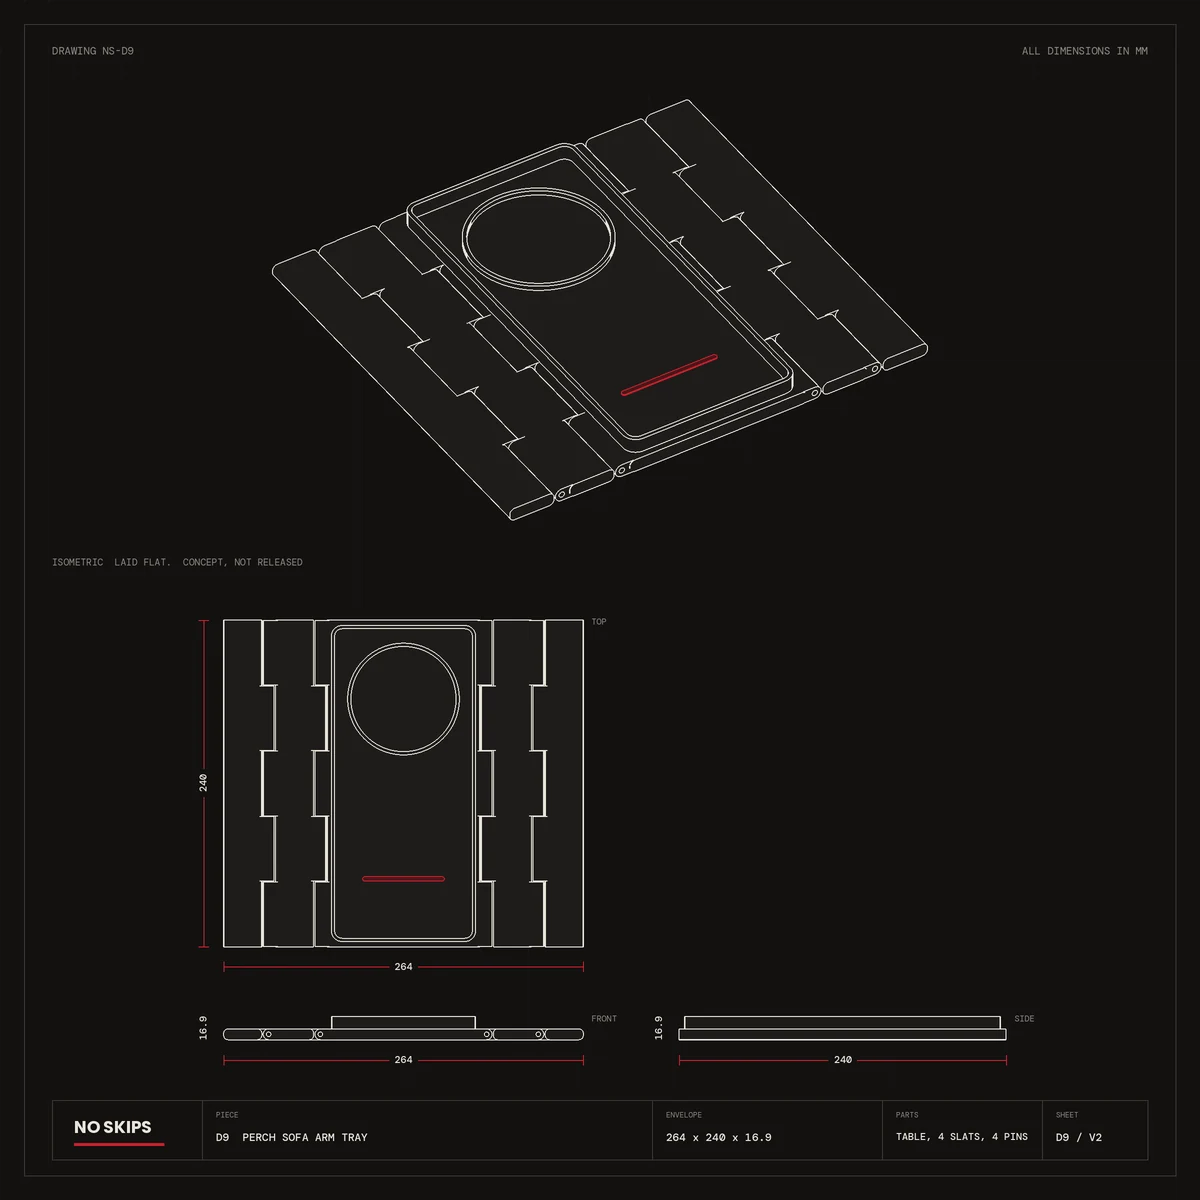 DRAWING NS-D9
ALL DIMENSIONS IN MM
ISOMETRIC LAID FLAT. CONCEPT, NOT RELEASED
TOP
240
264
16.9
FRONT
264
16.9
SIDE
240
NO SKIPS
PIECE
D9 PERCH SOFA ARM TRAY
ENVELOPE
264 x 240 x 16.9
PARTS
TABLE, 4 SLATS, 4 PINS
SHEET
D9 / V2